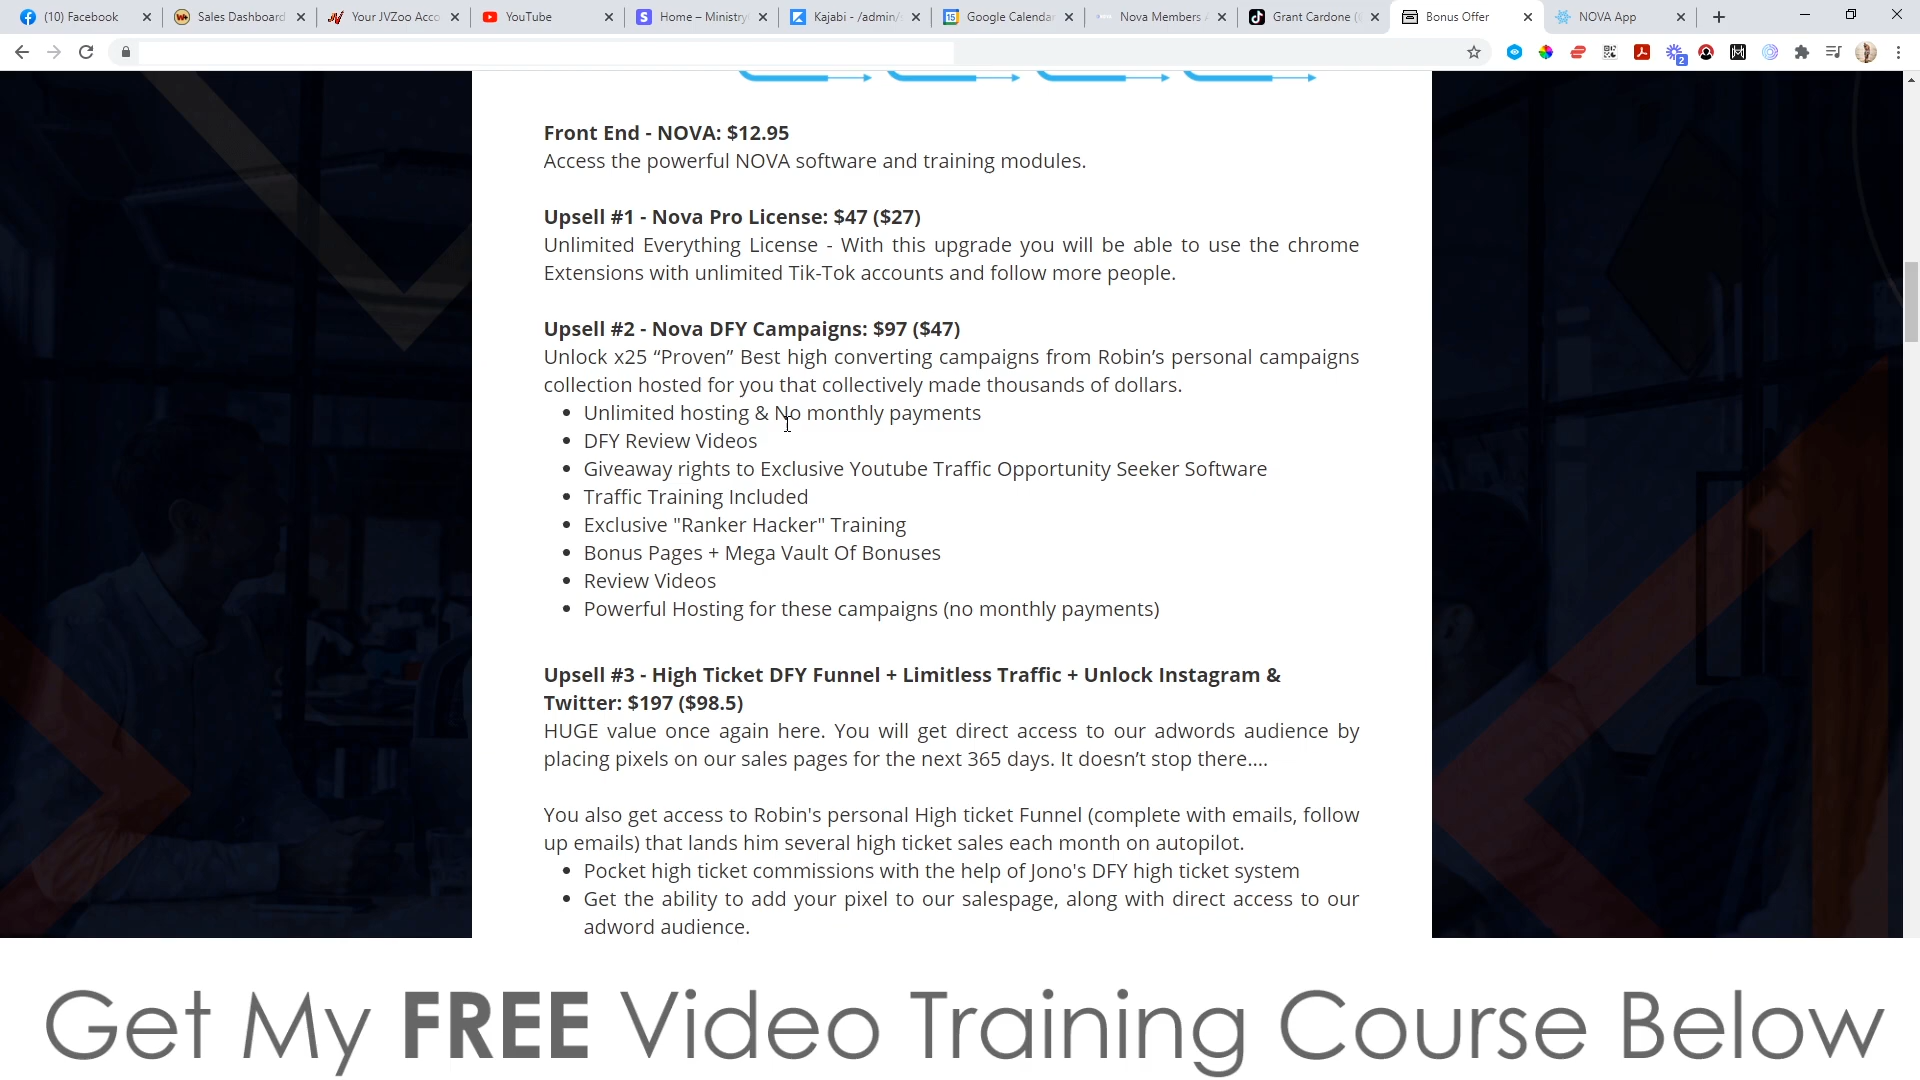 (10) Facebook
Sales Dashboard
Your JVZoo Acco
YouTube
Home – Ministry
Kajabi - /admin/
Google Calenda
Nova Members
Grant Cardone (
Bonus Offer
NOVA App
Front End - NOVA: $12.95
Access the powerful NOVA software and training modules.
Upsell #1 - Nova Pro License: $47 ($27)
Unlimited Everything License - With this upgrade you will be able to use the chrome
Extensions with unlimited Tik-Tok accounts and follow more people.
Upsell #2 - Nova DFY Campaigns: $97 ($47)
Unlock x25 “Proven” Best high converting campaigns from Robin’s personal campaigns
collection hosted for you that collectively made thousands of dollars.
• Unlimited hosting & No monthly payments
• DFY Review Videos
• Giveaway rights to Exclusive Youtube Traffic Opportunity Seeker Software
• Traffic Training Included
• Exclusive "Ranker Hacker" Training
• Bonus Pages + Mega Vault Of Bonuses
• Review Videos
• Powerful Hosting for these campaigns (no monthly payments)
Upsell #3 - High Ticket DFY Funnel + Limitless Traffic + Unlock Instagram &
Twitter: $197 ($98.5)
HUGE value once again here. You will get direct access to our adwords audience by
placing pixels on our sales pages for the next 365 days. It doesn’t stop there....
You also get access to Robin's personal High ticket Funnel (complete with emails, follow
up emails) that lands him several high ticket sales each month on autopilot.
• Pocket high ticket commissions with the help of Jono's DFY high ticket system
• Get the ability to add your pixel to our salespage, along with direct access to our
adword audience.
Get My FREE Video Training Course Below